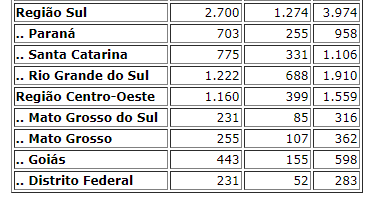 Região Sul 2.700 1.274 3.974
.. Paraná 703 255 958
.. Santa Catarina 775 331 1.106
.. Rio Grande do Sul 1.222 688 1.910
Região Centro-Oeste 1.160 399 1.559
.. Mato Grosso do Sul 231 85 316
.. Mato Grosso 255 107 362
.. Goiás 443 155 598
.. Distrito Federal 231 52 283